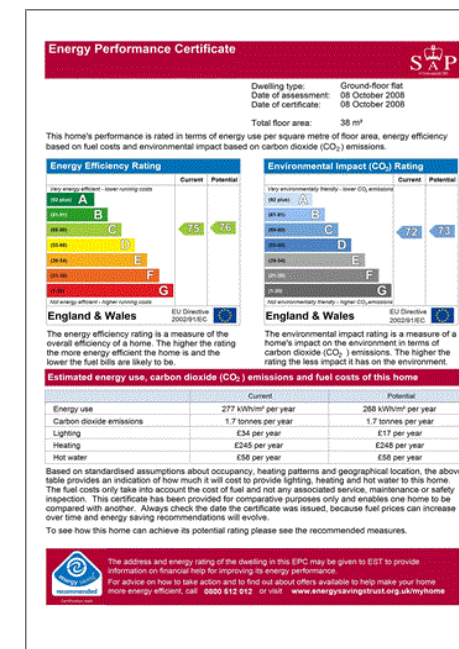 Energy Performance Certificate
SAP
Dwelling type: Ground-floor flat
Date of assessment: 08 October 2008
Date of certificate: 08 October 2008
Total floor area: 38 m²
This home's performance is rated in terms of energy use per square metre of floor area, energy efficiency
based on fuel costs and environmental impact based on carbon dioxide (CO₂) emissions.
Energy Efficiency Rating
Current Potential
Very energy efficient - lower running costs
(92 plus) A
(81-91) B
(69-80) C
75 76
(55-68) D
(39-54) E
(21-38) F
(1-20) G
Not energy efficient - higher running costs
England & Wales
EU Directive
2002/91/EC
The energy efficiency rating is a measure of the
overall efficiency of a home. The higher the rating
the more energy efficient the home is and the
lower the fuel bills are likely to be.
Environmental Impact (CO₂) Rating
Current Potential
Very environmentally friendly - lower CO₂ emissions
(92 plus) A
(81-91) B
(69-80) C
72 73
(55-68) D
(39-54) E
(21-38) F
(1-20) G
Not environmentally friendly - higher CO₂ emissions
England & Wales
EU Directive
2002/91/EC
The environmental impact rating is a measure of a
home's impact on the environment in terms of
carbon dioxide (CO₂ ) emissions. The higher the
rating the less impact it has on the environment.
Estimated energy use, carbon dioxide (CO₂ ) emissions and fuel costs of this home
Current Potential
Energy use 277 kWh/m² per year 268 kWh/m² per year
Carbon dioxide emissions 1.7 tonnes per year 1.7 tonnes per year
Lighting £34 per year £17 per year
Heating £245 per year £248 per year
Hot water £58 per year £58 per year
Based on standardised assumptions about occupancy, heating patterns and geographical location, the above
table provides an indication of how much it will cost to provide lighting, heating and hot water to this home.
The fuel costs only take into account the cost of fuel and not any associated service, maintenance or safety
inspection. This certificate has been provided for comparative purposes only and enables one home to be
compared with another. Always check the date the certificate was issued, because fuel prices can increase
over time and energy saving recommendations will evolve.
To see how this home can achieve its potential rating please see the recommended measures.
energy saving
recommended
Certification mark
The address and energy rating of the dwelling in this EPC may be given to EST to provide
information on financial help for improving its energy performance.
For advice on how to take action and to find out about offers available to help make your home
more energy efficient, call 0800 512 012 or visit www.energysavingstrust.org.uk/myhome